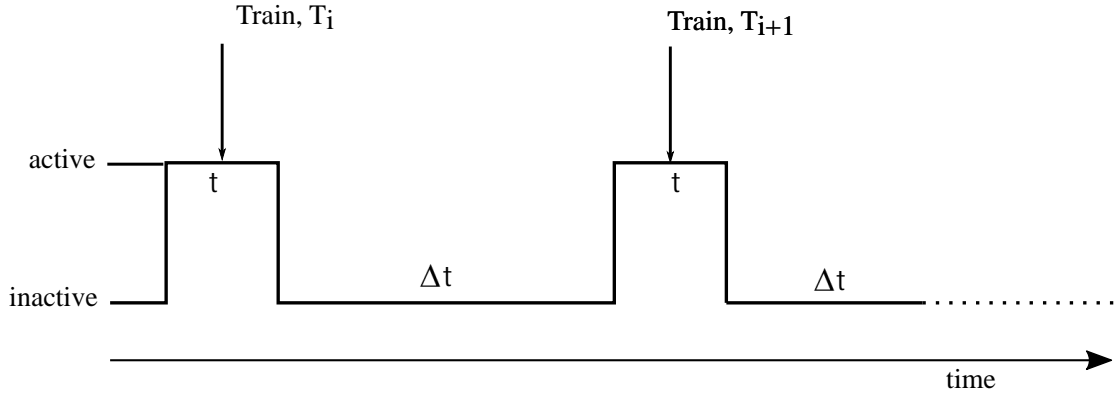 Train, Ti
Train, Ti+1
active
t
t
Δt
Δt
inactive
time